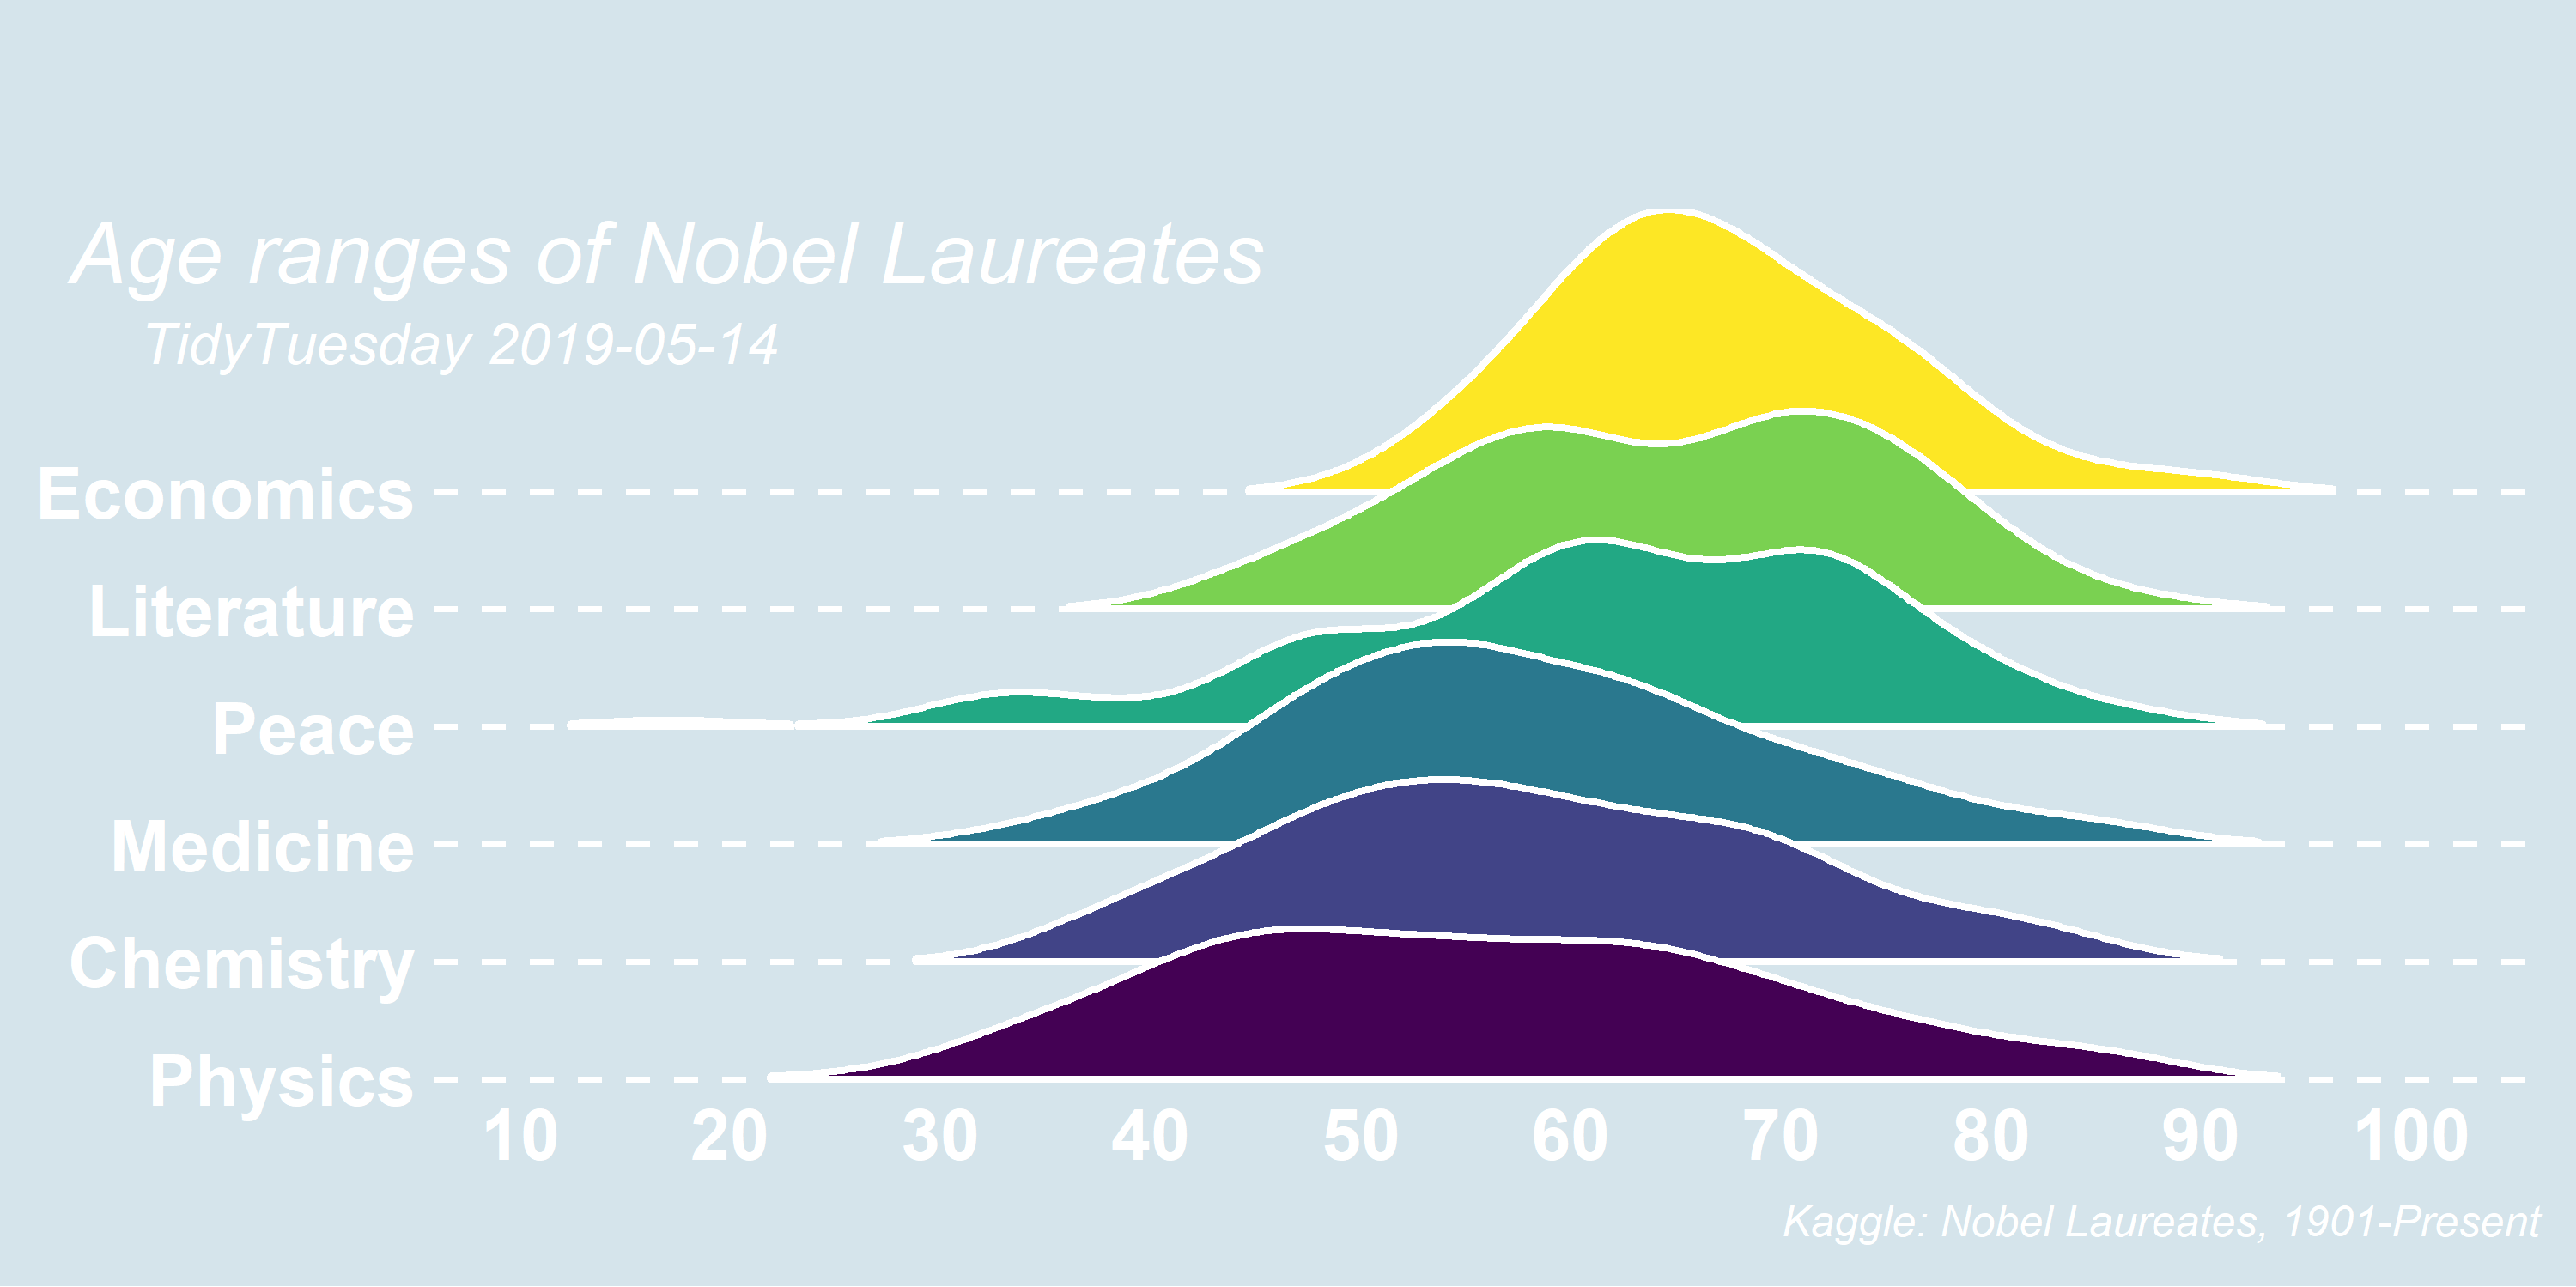 Age ranges of Nobel Laureates
TidyTuesday 2019-05-14
Economics
Literature
Peace
Medicine
Chemistry
Physics
10 20 30 40 50 60 70 80 90 100
Kaggle: Nobel Laureates, 1901-Present